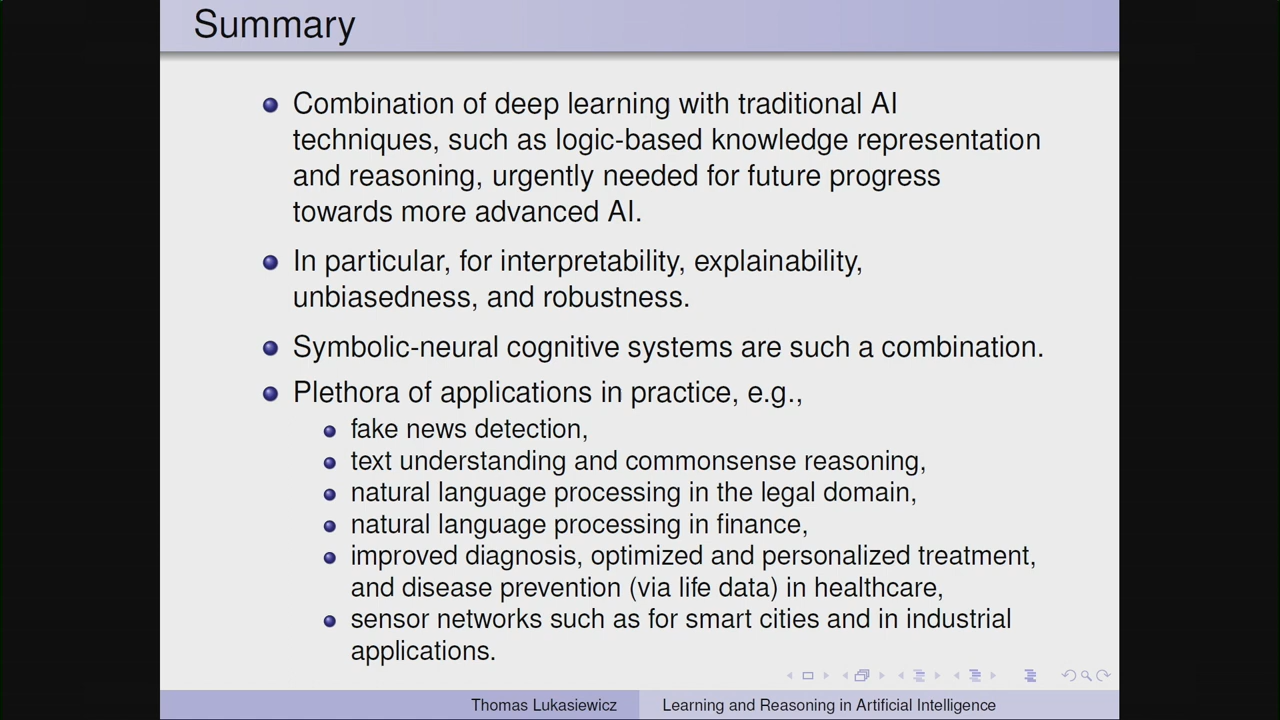 Summary
Combination of deep learning with traditional AI
techniques, such as logic-based knowledge representation
and reasoning, urgently needed for future progress
towards more advanced AI.
In particular, for interpretability, explainability,
unbiasedness, and robustness.
Symbolic-neural cognitive systems are such a combination.
Plethora of applications in practice, e.g.,
fake news detection,
text understanding and commonsense reasoning,
natural language processing in the legal domain,
natural language processing in finance,
improved diagnosis, optimized and personalized treatment,
and disease prevention (via life data) in healthcare,
sensor networks such as for smart cities and in industrial
applications.
Thomas Lukasiewicz
Learning and Reasoning in Artificial Intelligence